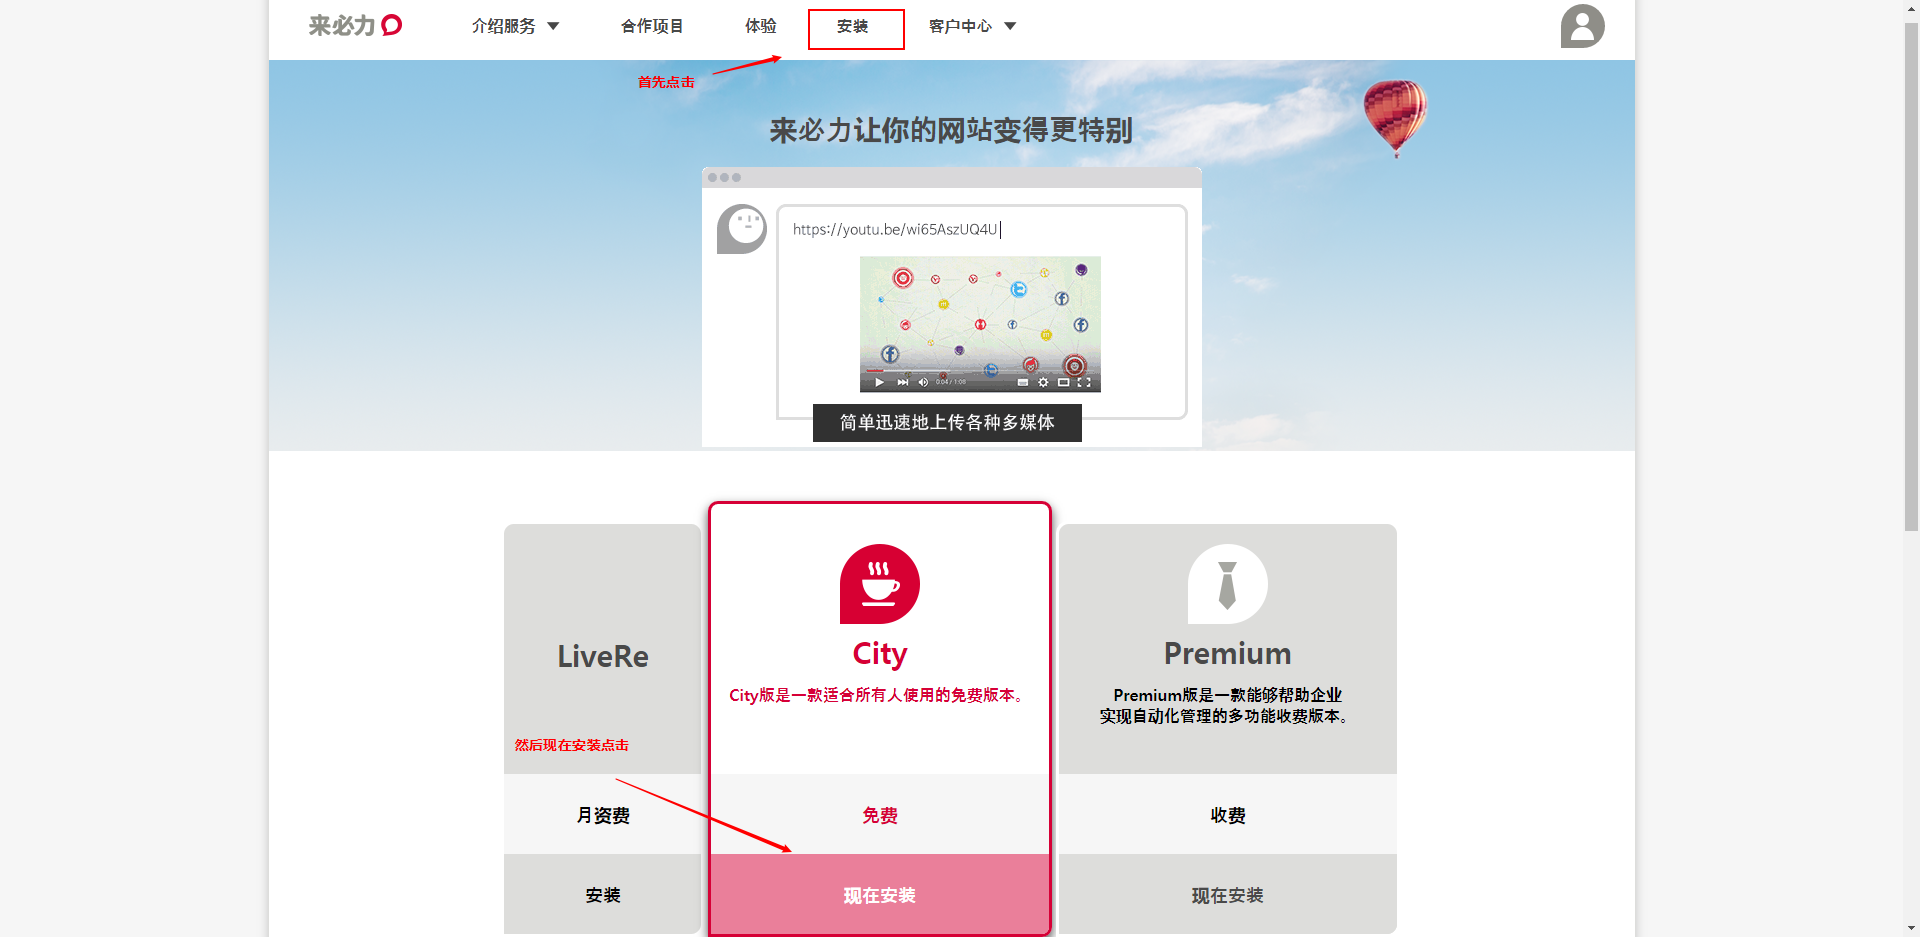 来必力
介绍服务 合作项目 体验 安装 客户中心
首先点击
来必力让你的网站变得更特别
https://youtu.be/wi65AszUQ4U
0:04 / 1:08
简单迅速地上传各种多媒体
LiveRe
City
City版是一款适合所有人使用的免费版本。
Premium
Premium版是一款能够帮助企业
实现自动化管理的多功能收费版本。
然后现在安装点击
月资费 免费 收费
安装 现在安装 现在安装